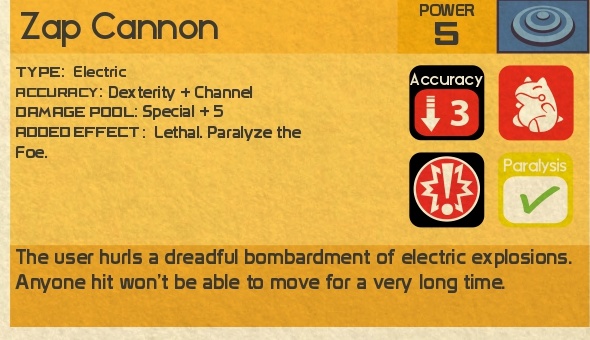 Zap Cannon
POWER
5
TYPE: Electric
ACCURACY: Dexterity + Channel
DAMAGE POOL: Special + 5
ADDED EFFECT: Lethal. Paralyze the
Foe.
Accuracy
3
Paralysis
The user hurls a dreadful bombardment of electric explosions.
Anyone hit won't be able to move for a very long time.